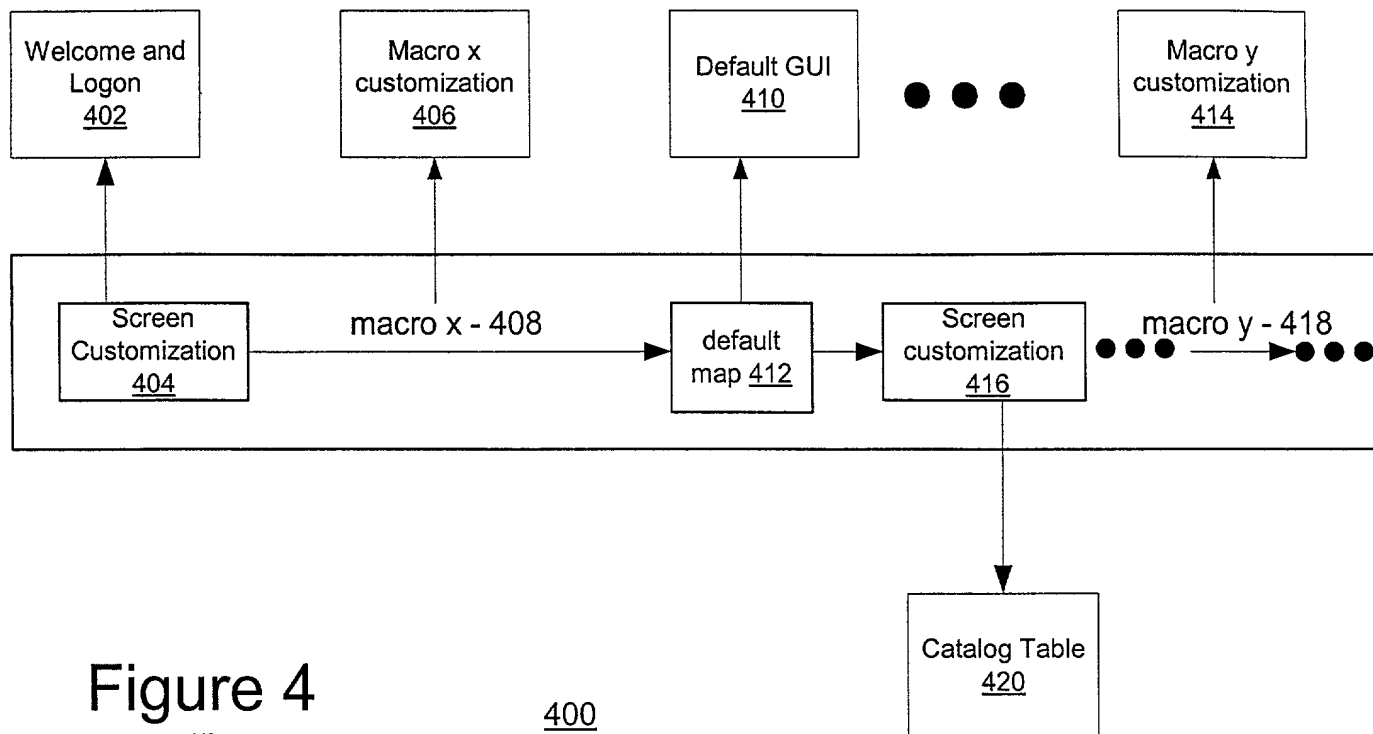 Welcome and
Logon
402
Macro x
customization
406
Default GUI
410
Macro y
customization
414
Screen
Customization
404
macro x - 408
default
map 412
Screen
customization
416
macro y - 418
Catalog Table
420
Figure 4
400